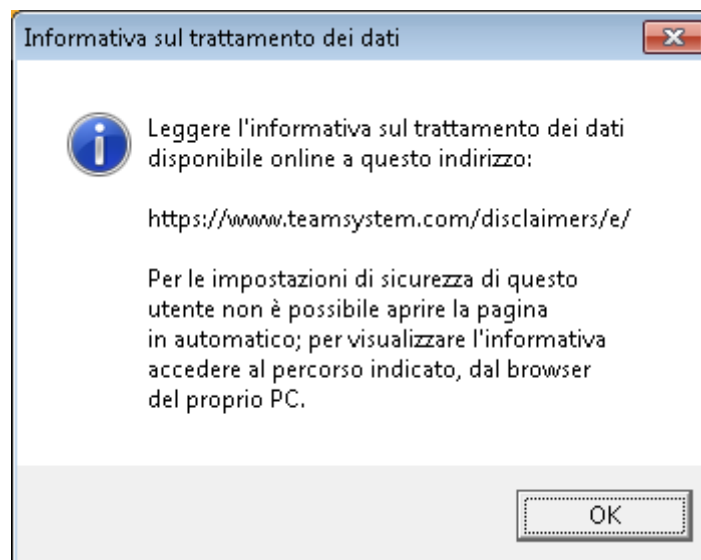 Informativa sul trattamento dei dati
Leggere l'informativa sul trattamento dei dati
disponibile online a questo indirizzo:
https://www.teamsystem.com/disclaimers/e/
Per le impostazioni di sicurezza di questo
utente non è possibile aprire la pagina
in automatico; per visualizzare l'informativa
accedere al percorso indicato, dal browser
del proprio PC.
OK